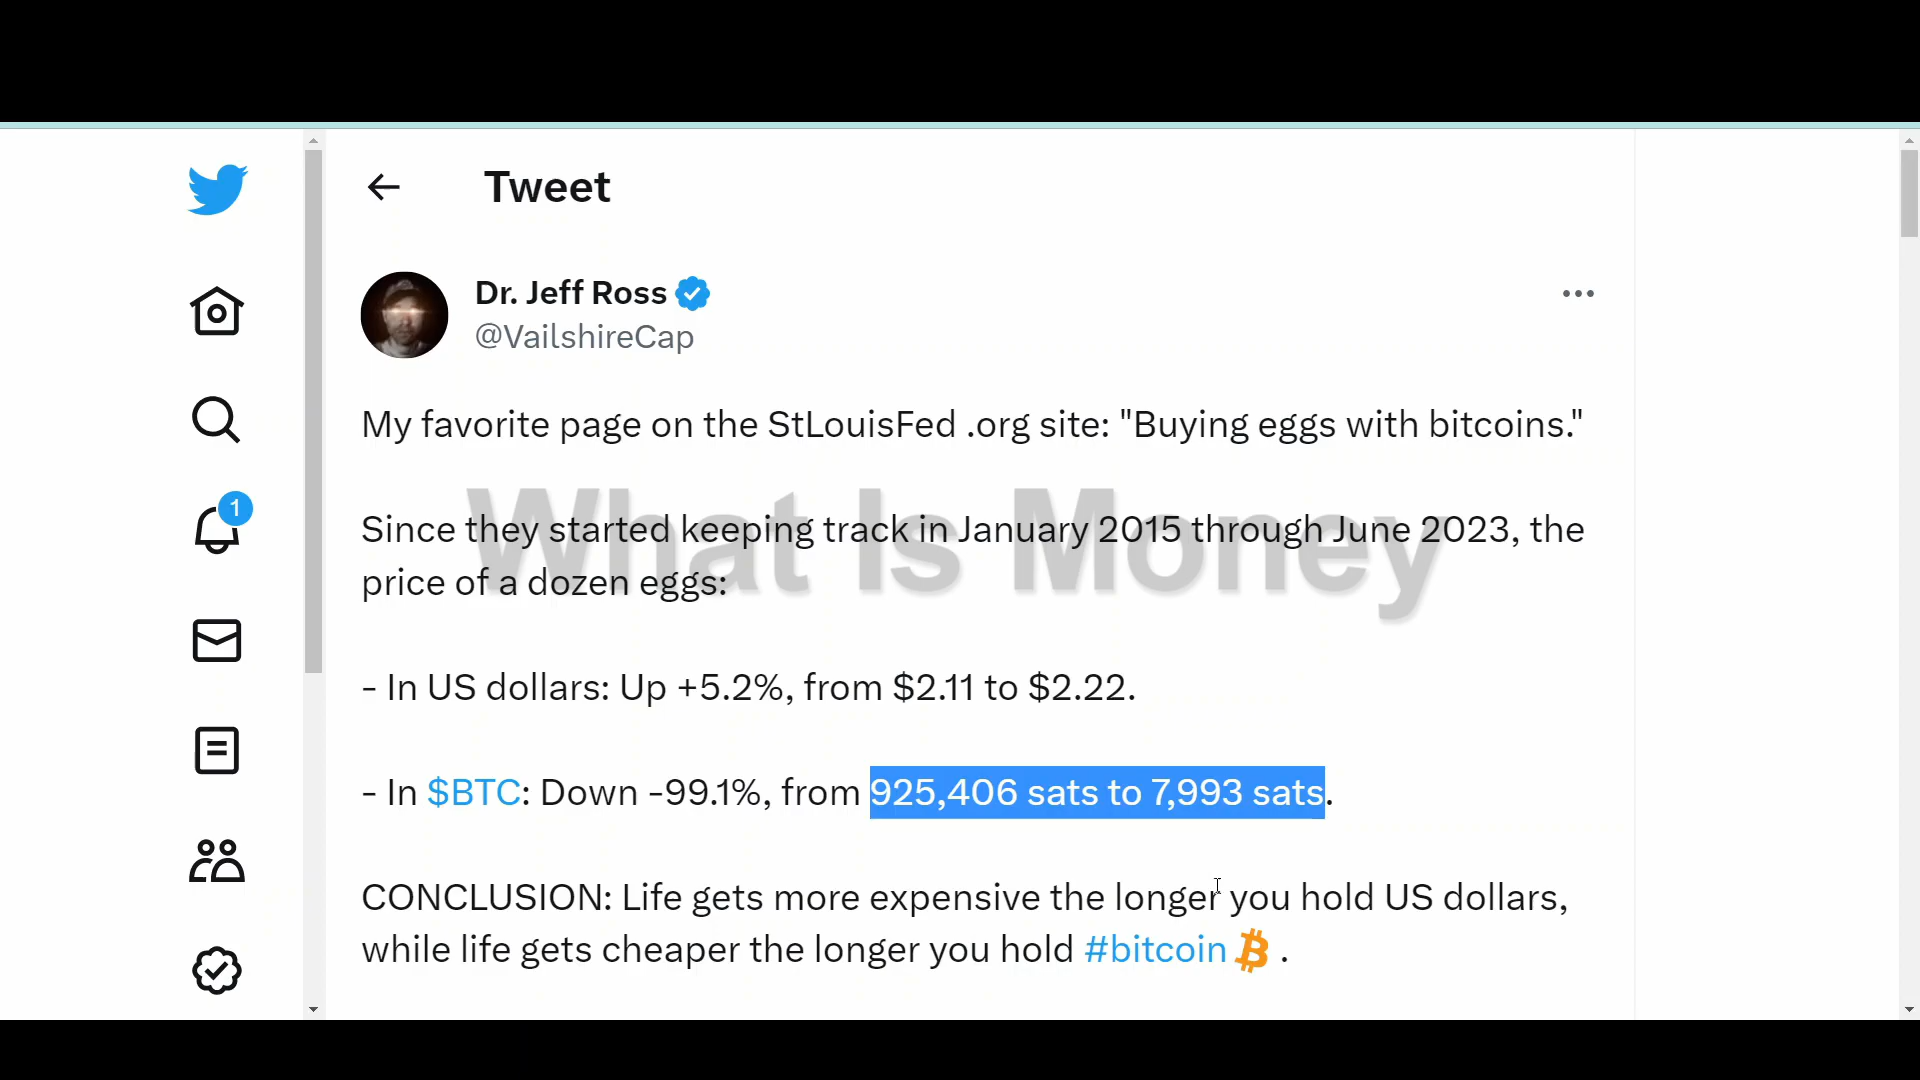 Tweet
Dr. Jeff Ross
@VailshireCap
My favorite page on the StLouisFed .org site: "Buying eggs with bitcoins."
What Is Money
Since they started keeping track in January 2015 through June 2023, the
price of a dozen eggs:
1
- In US dollars: Up +5.2%, from $2.11 to $2.22.
- In $BTC: Down -99.1%, from 925,406 sats to 7,993 sats.
CONCLUSION: Life gets more expensive the longer you hold US dollars,
while life gets cheaper the longer you hold #bitcoin₿ .